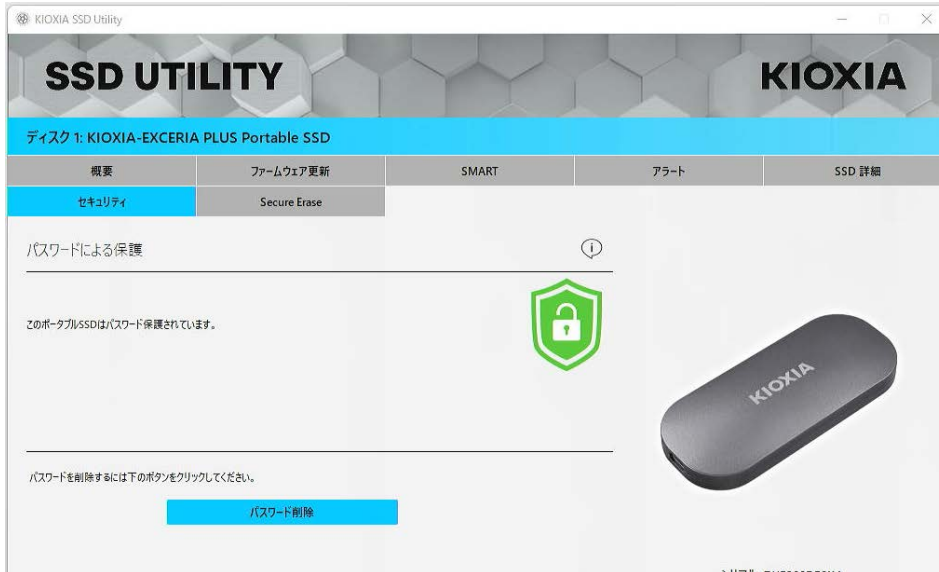 KIOXIA SSD Utility
SSD UTILITY
KIOXIA
ディスク 1: KIOXIA-EXCERIA PLUS Portable SSD
概要
ファームウェア更新
SMART
アラート
SSD 詳細
セキュリティ
Secure Erase
パスワードによる保護
このポータブルSSDはパスワード保護されています。
KIOXIA
パスワードを削除するには下のボタンをクリックしてください。
パスワード削除